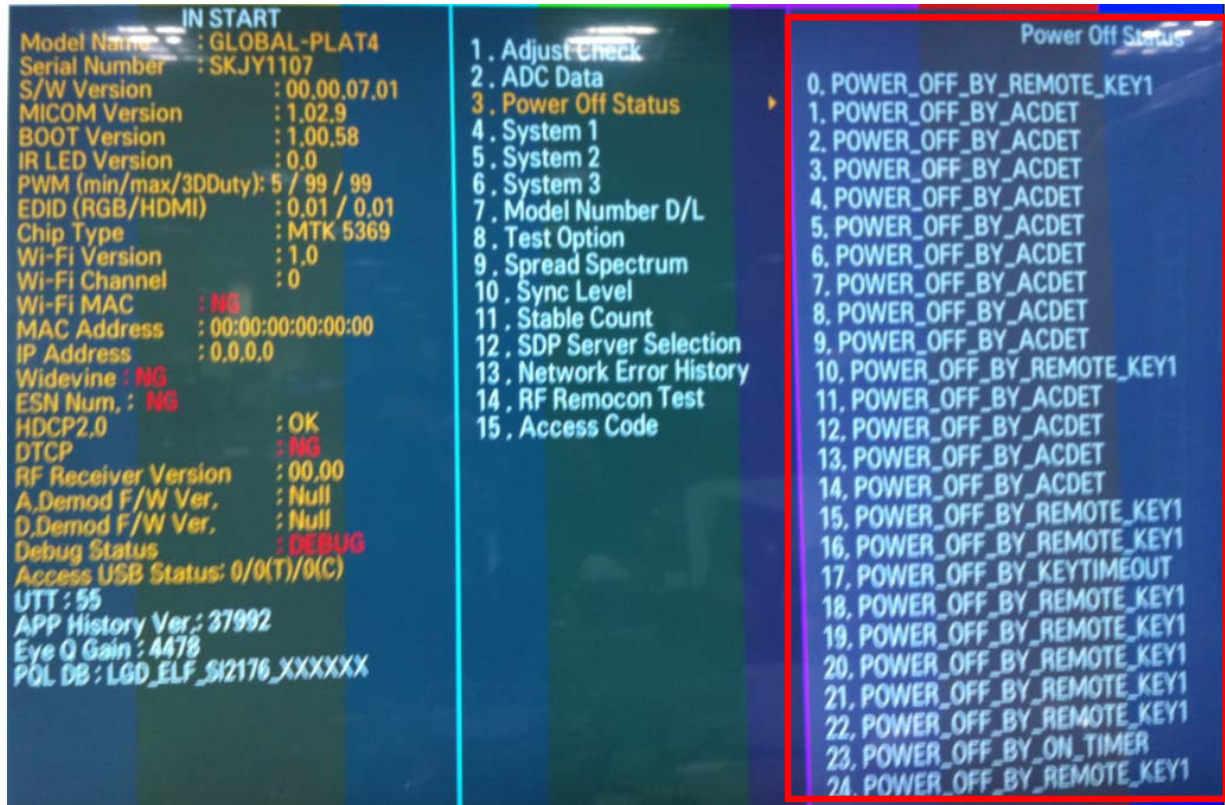 IN START
Model Name : GLOBAL-PLAT4
Serial Number : SKJY1107
S/W Version : 00.00.07.01
MICOM Version : 1.02.9
BOOT Version : 1.00.58
IR LED Version : 0.0
PWM (min/max/3DDuty): 5 / 99 / 99
EDID (RGB/HDMI) : 0.01 / 0.01
Chip Type : MTK 5369
Wi-Fi Version : 1.0
Wi-Fi Channel : 0
Wi-Fi MAC : NG
MAC Address : 00:00:00:00:00:00
IP Address : 0.0.0.0
Widevine : NG
ESN Num. : NG
HDCP2.0 : OK
DTCP : NG
RF Receiver Version : 00.00
A.Demod F/W Ver. : Null
D.Demod F/W Ver. : Null
Debug Status : DEBUG
Access USB Status: 0/0(T)/0(C)
UTT : 55
APP History Ver.: 37992
Eye Q Gain : 4478
PQL DB : LGD_ELF_SI2176_XXXXXX
1 . Adjust Check
2 . ADC Data
3 . Power Off Status
4 . System 1
5 . System 2
6 . System 3
7 . Model Number D/L
8 . Test Option
9 . Spread Spectrum
10 . Sync Level
11 . Stable Count
12 . SDP Server Selection
13 . Network Error History
14 . RF Remocon Test
15 . Access Code
Power Off Status
0. POWER_OFF_BY_REMOTE_KEY1
1. POWER_OFF_BY_ACDET
2. POWER_OFF_BY_ACDET
3. POWER_OFF_BY_ACDET
4. POWER_OFF_BY_ACDET
5. POWER_OFF_BY_ACDET
6. POWER_OFF_BY_ACDET
7. POWER_OFF_BY_ACDET
8. POWER_OFF_BY_ACDET
9. POWER_OFF_BY_ACDET
10. POWER_OFF_BY_REMOTE_KEY1
11. POWER_OFF_BY_ACDET
12. POWER_OFF_BY_ACDET
13. POWER_OFF_BY_ACDET
14. POWER_OFF_BY_ACDET
15. POWER_OFF_BY_REMOTE_KEY1
16. POWER_OFF_BY_REMOTE_KEY1
17. POWER_OFF_BY_KEYTIMEOUT
18. POWER_OFF_BY_REMOTE_KEY1
19. POWER_OFF_BY_REMOTE_KEY1
20. POWER_OFF_BY_REMOTE_KEY1
21. POWER_OFF_BY_REMOTE_KEY1
22. POWER_OFF_BY_REMOTE_KEY1
23. POWER_OFF_BY_ON_TIMER
24. POWER_OFF_BY_REMOTE_KEY1